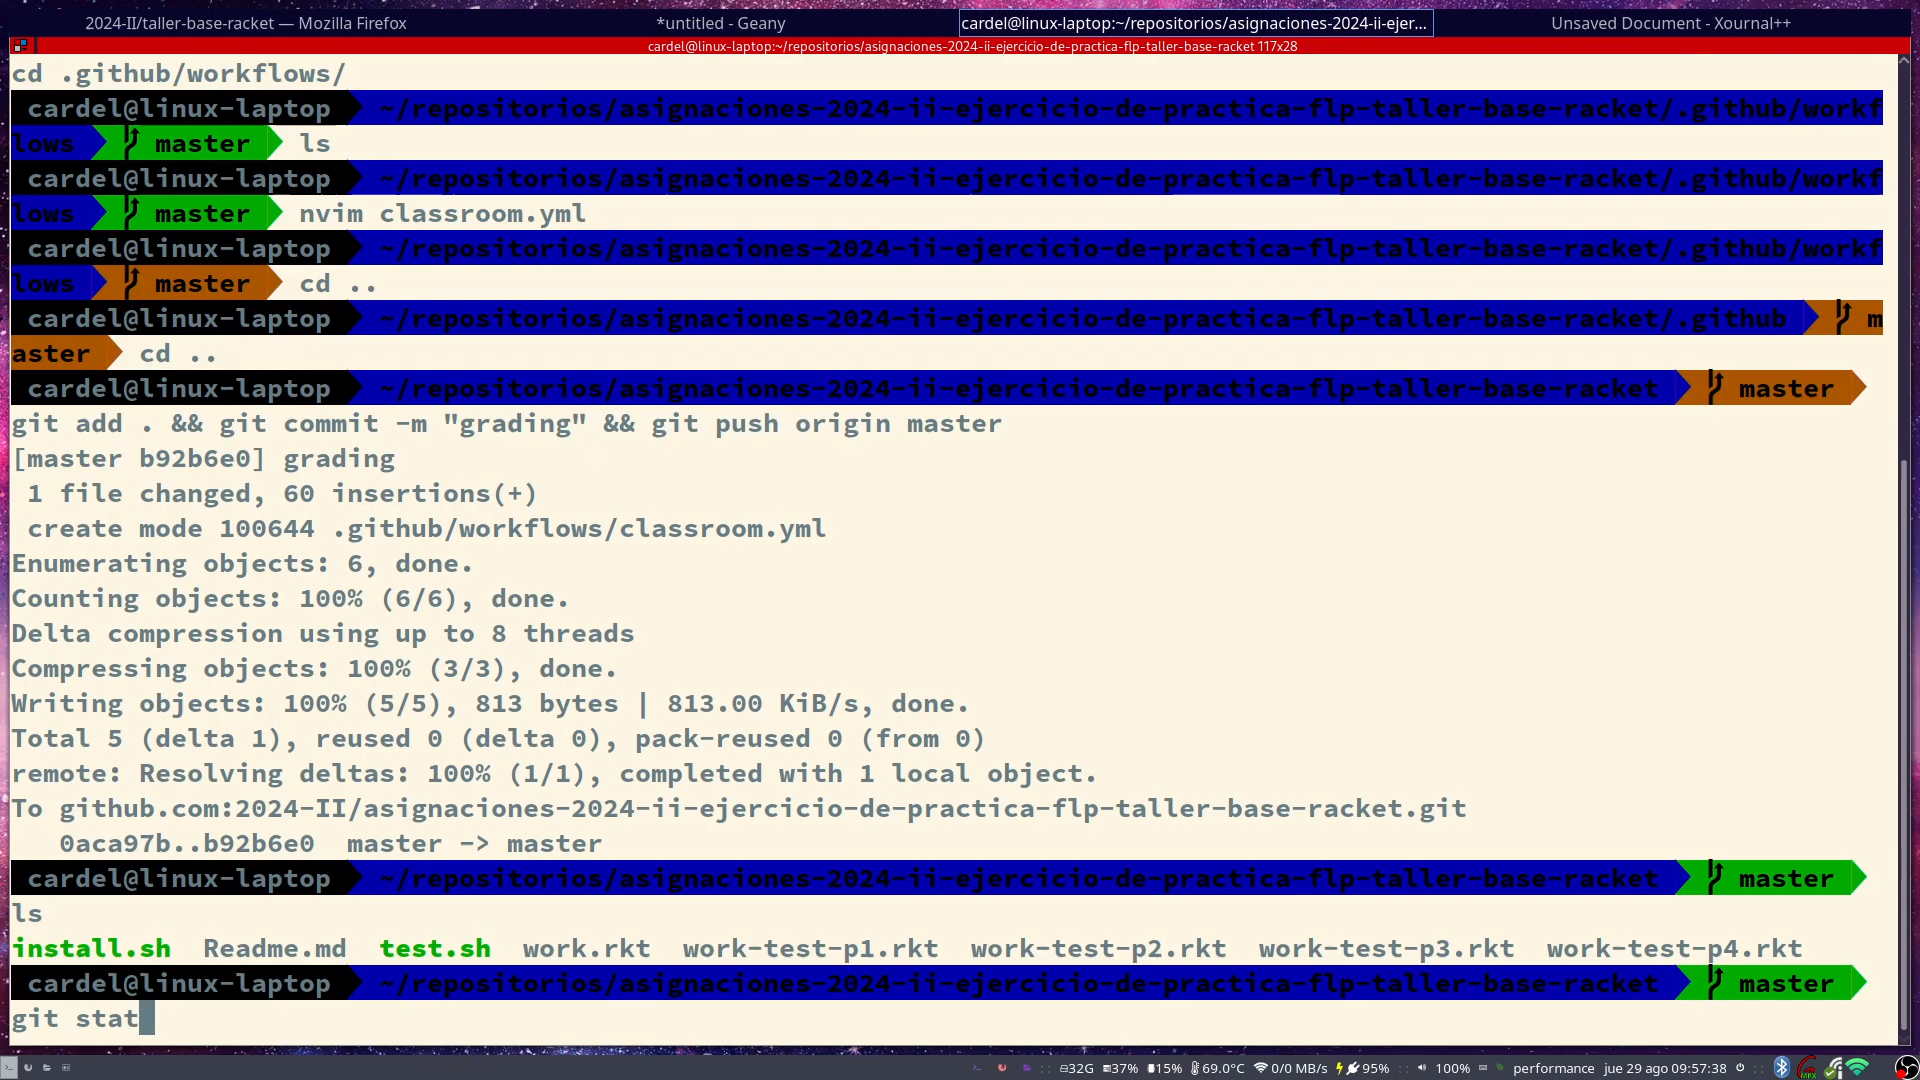 2024-II/taller-base-racket — Mozilla Firefox
*untitled - Geany
cardel@linux-laptop:~/repositorios/asignaciones-2024-ii-ejer...
Unsaved Document - Xournal++
cardel@linux-laptop:~/repositorios/asignaciones-2024-ii-ejercicio-de-practica-flp-taller-base-racket 117x28
cd .github/workflows/
cardel@linux-laptop ~/repositorios/asignaciones-2024-ii-ejercicio-de-practica-flp-taller-base-racket/.github/workf
lows master ls
cardel@linux-laptop ~/repositorios/asignaciones-2024-ii-ejercicio-de-practica-flp-taller-base-racket/.github/workf
lows master nvim classroom.yml
cardel@linux-laptop ~/repositorios/asignaciones-2024-ii-ejercicio-de-practica-flp-taller-base-racket/.github/workf
lows master cd ..
cardel@linux-laptop ~/repositorios/asignaciones-2024-ii-ejercicio-de-practica-flp-taller-base-racket/.github m
aster cd ..
cardel@linux-laptop ~/repositorios/asignaciones-2024-ii-ejercicio-de-practica-flp-taller-base-racket master
git add . && git commit -m "grading" && git push origin master
[master b92b6e0] grading
1 file changed, 60 insertions(+)
create mode 100644 .github/workflows/classroom.yml
Enumerating objects: 6, done.
Counting objects: 100% (6/6), done.
Delta compression using up to 8 threads
Compressing objects: 100% (3/3), done.
Writing objects: 100% (5/5), 813 bytes | 813.00 KiB/s, done.
Total 5 (delta 1), reused 0 (delta 0), pack-reused 0 (from 0)
remote: Resolving deltas: 100% (1/1), completed with 1 local object.
To github.com:2024-II/asignaciones-2024-ii-ejercicio-de-practica-flp-taller-base-racket.git
0aca97b..b92b6e0 master -> master
cardel@linux-laptop ~/repositorios/asignaciones-2024-ii-ejercicio-de-practica-flp-taller-base-racket master
ls
install.sh Readme.md test.sh work.rkt work-test-p1.rkt work-test-p2.rkt work-test-p3.rkt work-test-p4.rkt
cardel@linux-laptop ~/repositorios/asignaciones-2024-ii-ejercicio-de-practica-flp-taller-base-racket master
git stat
32G 37% 15% 69.0°C 0/0 MB/s 95% 100% performance jue 29 ago 09:57:38